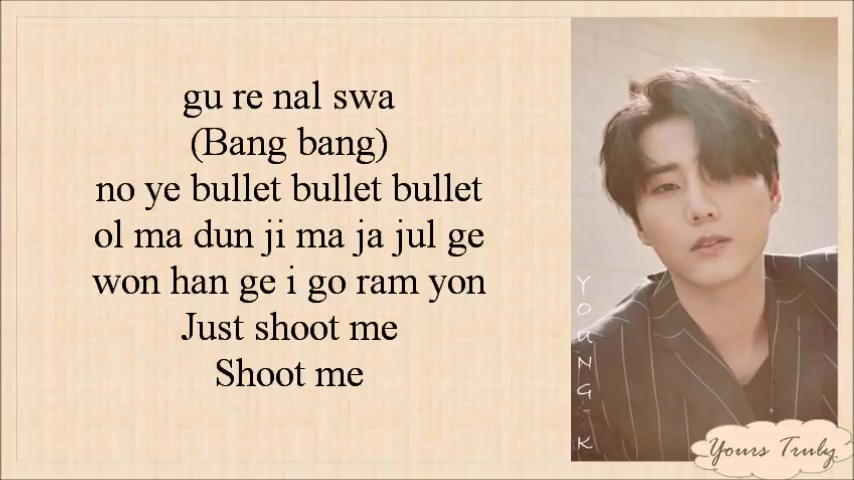 gu re nal swa
(Bang bang)
no ye bullet bullet bullet
ol ma dun ji ma ja jul ge
won han ge i go ram yon
Just shoot me
Shoot me
YOUNG K
Yours Truly